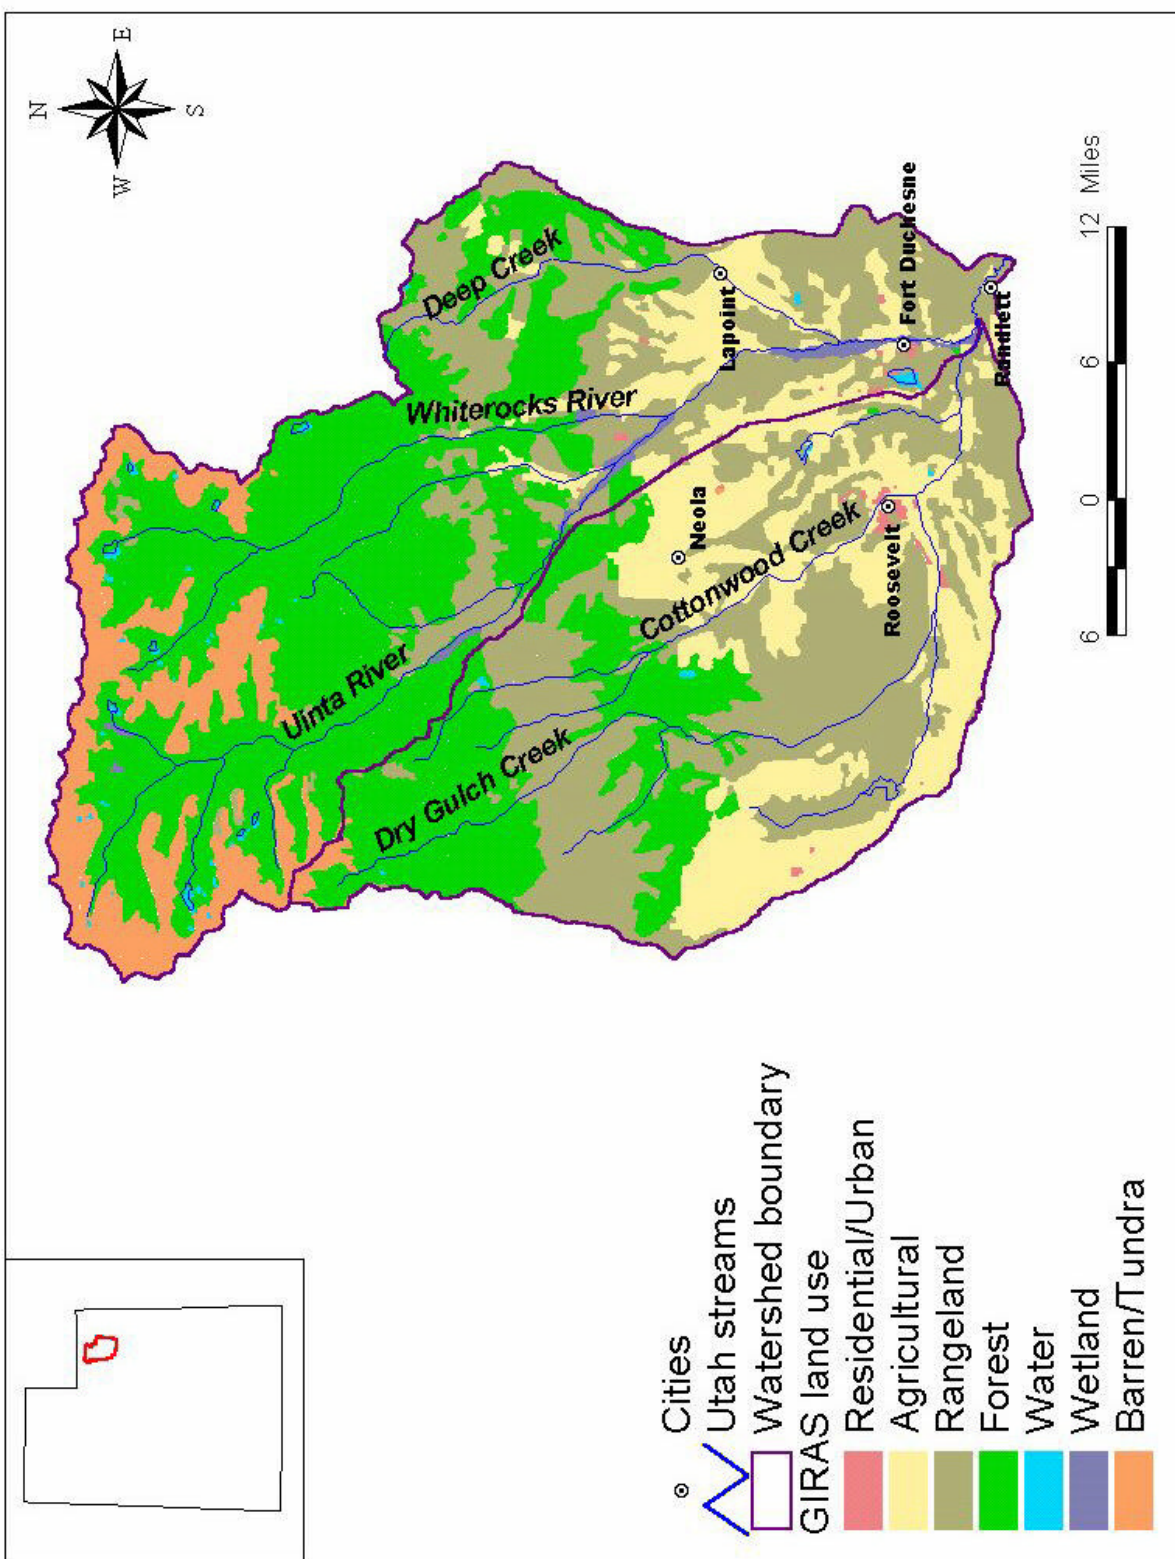 N
W
E
S
Deep Creek
Whiterocks River
Uinta River
Dry Gulch Creek
Cottonwood Creek
Lapoint
Neola
Fort Duchesne
Roosevelt
Randlett
6 0 6 12 Miles
Cities
Utah streams
Watershed boundary
GIRAS land use
Residential/Urban
Agricultural
Rangeland
Forest
Water
Wetland
Barren/Tundra